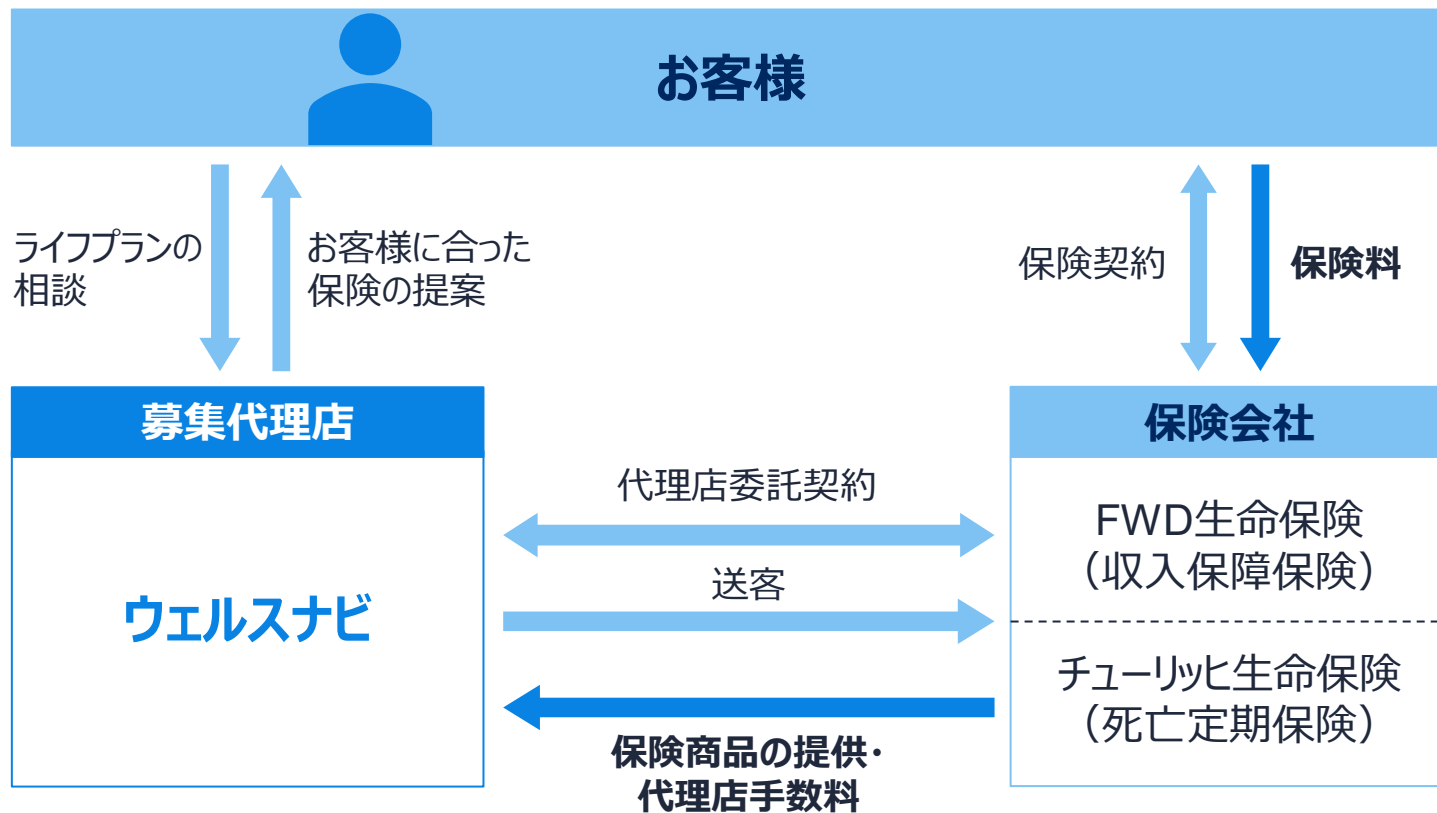 お客様
ライフプランの
相談
お客様に合った
保険の提案
保険契約
保険料
募集代理店
ウェルスナビ
代理店委託契約
送客
保険商品の提供・
代理店手数料
保険会社
FWD生命保険
（収入保障保険）
チューリッヒ生命保険
（死亡定期保険）